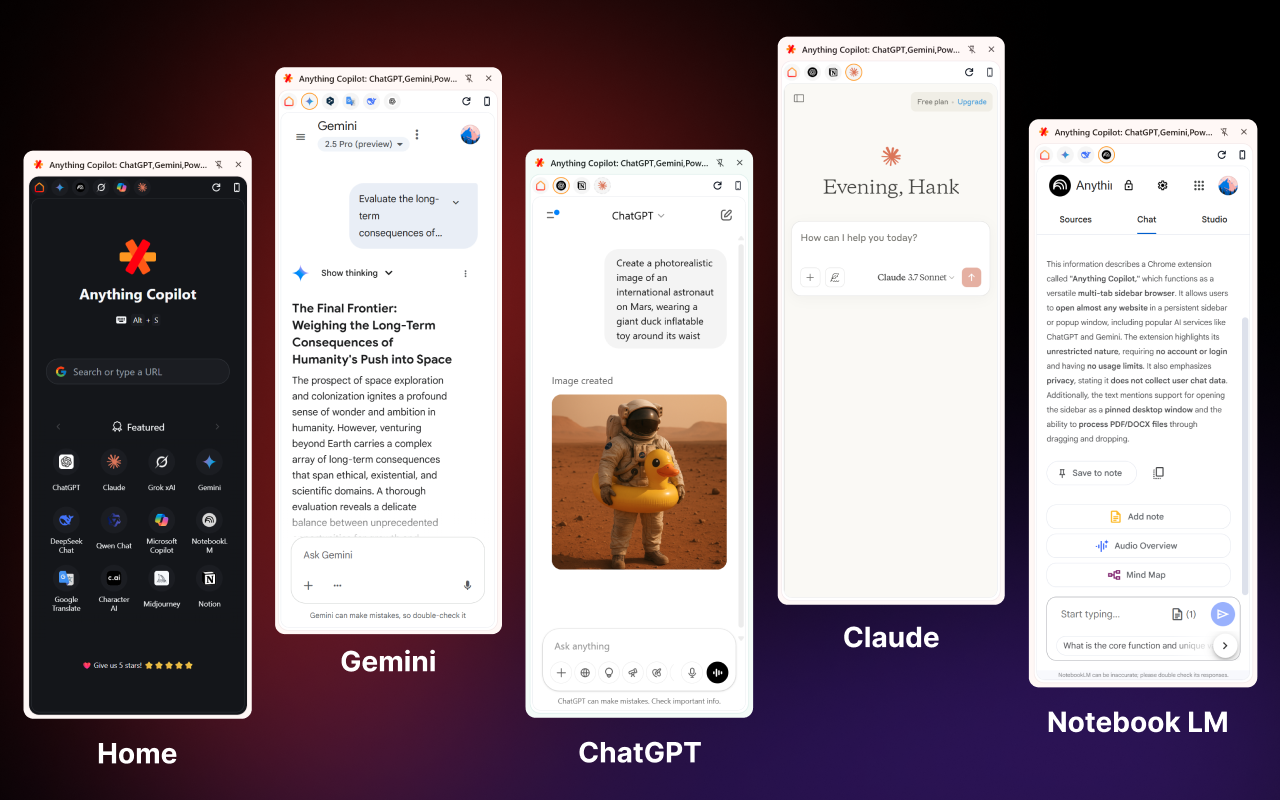 Anything Copilot: ChatGPT,Gemini,Pow...
Anything Copilot
Alt + S
Search or type a URL
Featured
ChatGPT
Claude
Grok xAI
Gemini
DeepSeek
Chat
Qwen Chat
Microsoft
Copilot
NotebookL
M
Google
Translate
c.ai
Character
AI
Midjourney
Notion
Give us 5 stars!
Home
Anything Copilot: ChatGPT,Gemini,Pow...
Gemini
2.5 Pro (preview)
Evaluate the long-
term
consequences of...
Show thinking
The Final Frontier:
Weighing the Long-Term
Consequences of
Humanity's Push into Space
The prospect of space exploration
and colonization ignites a profound
sense of wonder and ambition in
humanity. However, venturing
beyond Earth carries a complex
array of long-term consequences
that span ethical, existential, and
scientific domains. A thorough
evaluation reveals a delicate
balance between unprecedented
Ask Gemini
Gemini can make mistakes, so double-check it
Gemini
Anything Copilot: ChatGPT,Gemini,Pow...
ChatGPT
Create a photorealistic
image of an
international astronaut
on Mars, wearing a
giant duck inflatable
toy around its waist
Image created
Ask anything
ChatGPT can make mistakes. Check important info.
ChatGPT
Anything Copilot: ChatGPT,Gemini,Pow...
Free plan - Upgrade
Evening, Hank
How can I help you today?
Claude 3.7 Sonnet
Claude
Anything Copilot: ChatGPT,Gemini,Pow...
Anythii
Sources
Chat
Studio
This information describes a Chrome extension
called "Anything Copilot," which functions as a
versatile multi-tab sidebar browser. It allows users
to open almost any website in a persistent sidebar
or popup window, including popular AI services like
ChatGPT and Gemini. The extension highlights its
unrestricted nature, requiring no account or login
and having no usage limits. It also emphasizes
privacy, stating it does not collect user chat data.
Additionally, the text mentions support for opening
the sidebar as a pinned desktop window and the
ability to process PDF/DOCX files through
dragging and dropping.
Save to note
Add note
Audio Overview
Mind Map
Start typing...
(1)
What is the core function and unique
NotebookLM can be inaccurate, please double check its responses.
Notebook LM